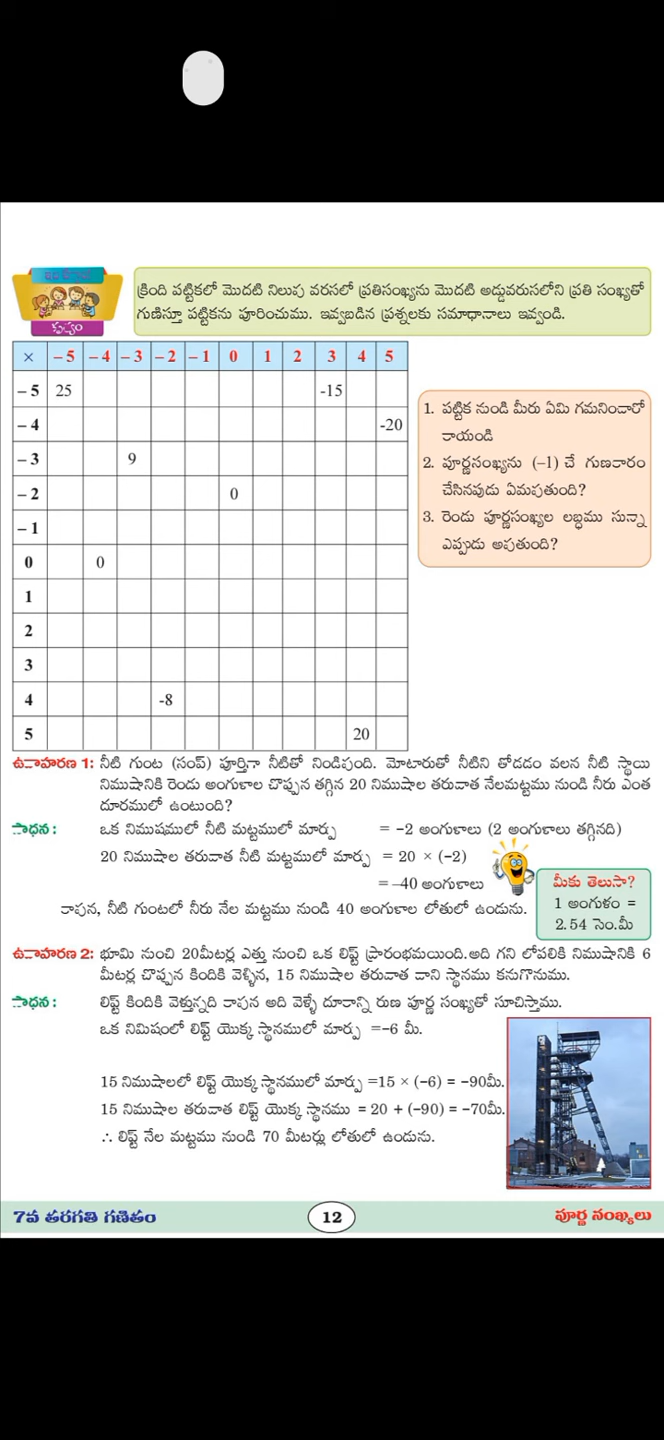 క్రింది పట్టికలో మొదటి నిలువు వరసలో ప్రతిసంఖ్యను మొదటి అడ్డువరుసలోని ప్రతి సంఖ్యతో
గుణిస్తూ పట్టికను పూరించుము. ఇవ్వబడిన ప్రశ్నలకు సమాధానాలు ఇవ్వండి.
కృత్యం
× – 5 – 4 – 3 – 2 – 1 0 1 2 3 4 5
– 5 25 -15
– 4 -20
– 3 9
– 2 0
– 1
0 0
1
2
3
4 -8
5 20
1. పట్టిక నుండి మీరు ఏమి గమనించారో
రాయండి
2. పూర్ణసంఖ్యను (–1) చే గుణకారం
చేసినపుడు ఏమవుతుంది?
3. రెండు పూర్ణసంఖ్యల లబ్ధము సున్నా
ఎప్పుడు అవుతుంది?
ఉదాహరణ 1: నీటి గుంట (సంప్) పూర్తిగా నీటితో నిండివుంది. మోటారుతో నీటిని తోడడం వలన నీటి స్థాయి
నిముషానికి రెండు అంగుళాల చొప్పున తగ్గిన 20 నిముషాల తరువాత నేలమట్టము నుండి నీరు ఎంత
దూరములో ఉంటుంది?
సాధన : ఒక నిముషములో నీటి మట్టములో మార్పు = –2 అంగుళాలు (2 అంగుళాలు తగ్గినది)
20 నిముషాల తరువాత నీటి మట్టములో మార్పు = 20 × (–2)
= –40 అంగుళాలు
కావున, నీటి గుంటలో నీరు నేల మట్టము నుండి 40 అంగుళాల లోతులో ఉండును.
మీకు తెలుసా?
1 అంగుళం =
2.54 సెం.మీ
ఉదాహరణ 2: భూమి నుంచి 20మీటర్ల ఎత్తు నుంచి ఒక లిఫ్ట్ ప్రారంభమయింది.అది గని లోపలికి నిముషానికి 6
మీటర్ల చొప్పున కిందికి వెళ్ళిన, 15 నిముషాల తరువాత దాని స్థానము కనుగొనుము.
సాధన : లిఫ్ట్ కిందికి వెళ్తున్నది కావున అది వెళ్ళే దూరాన్ని రుణ పూర్ణ సంఖ్యతో సూచిస్తాము.
ఒక నిమిషంలో లిఫ్ట్ యొక్క స్థానములో మార్పు =–6 మీ.
15 నిముషాలలో లిఫ్ట్ యొక్క స్థానములో మార్పు =15 × (–6) = –90మీ.
15 నిముషాల తరువాత లిఫ్ట్ యొక్క స్థానము = 20 + (–90) = –70మీ.
∴ లిఫ్ట్ నేల మట్టము నుండి 70 మీటర్లు లోతులో ఉండును.
7వ తరగతి గణితం 12 పూర్ణ సంఖ్యలు